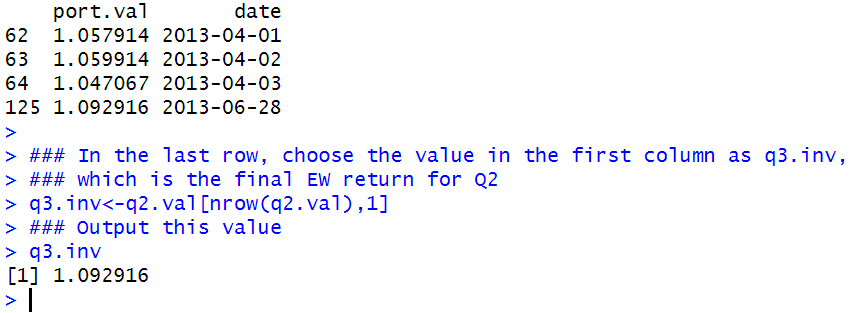 port.val date
62 1.057914 2013-04-01
63 1.059914 2013-04-02
64 1.047067 2013-04-03
125 1.092916 2013-06-28
>
> ### In the last row, choose the value in the first column as q3.inv,
> ### which is the final EW return for Q2
> q3.inv<-q2.val[nrow(q2.val),1]
> ### Output this value
> q3.inv
[1] 1.092916
>